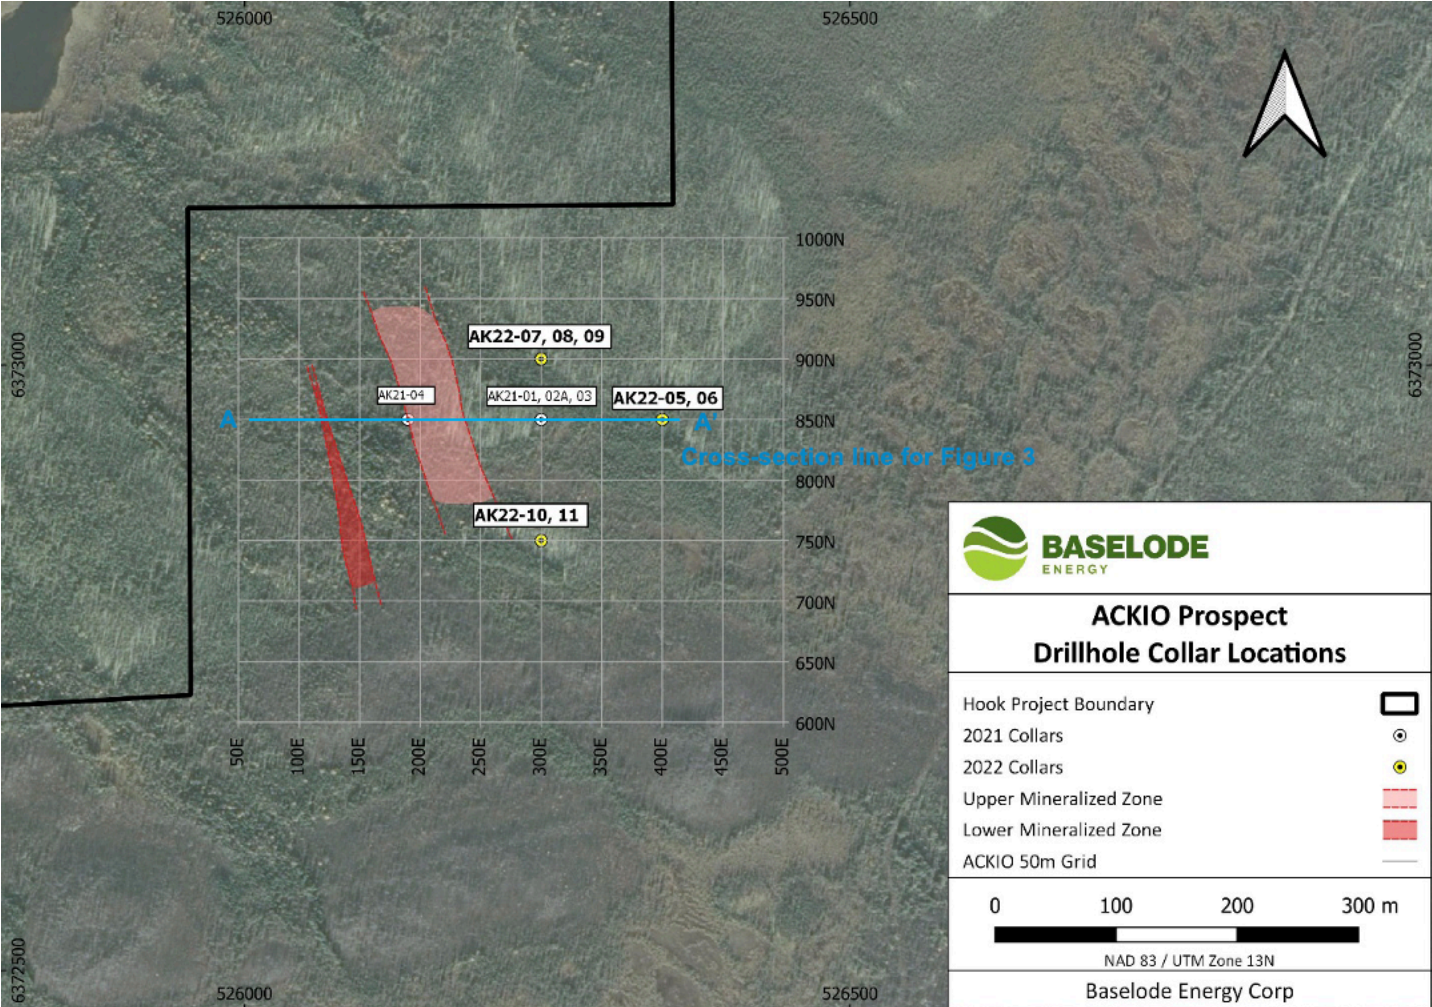 526000
526500
1000N
950N
AK22-07, 08, 09
6373000
6373000
900N
AK21-04
AK21-01, 02A, 03
AK22-05, 06
A
A'
850N
Cross-section line for Figure 3
800N
AK22-10, 11
750N
700N
650N
600N
50E
100E
150E
200E
250E
300E
350E
400E
450E
500E
BASELODE
ENERGY
ACKIO Prospect
Drillhole Collar Locations
Hook Project Boundary
2021 Collars
2022 Collars
Upper Mineralized Zone
Lower Mineralized Zone
ACKIO 50m Grid
0 100 200 300 m
NAD 83 / UTM Zone 13N
Baselode Energy Corp
6372500
526000
526500